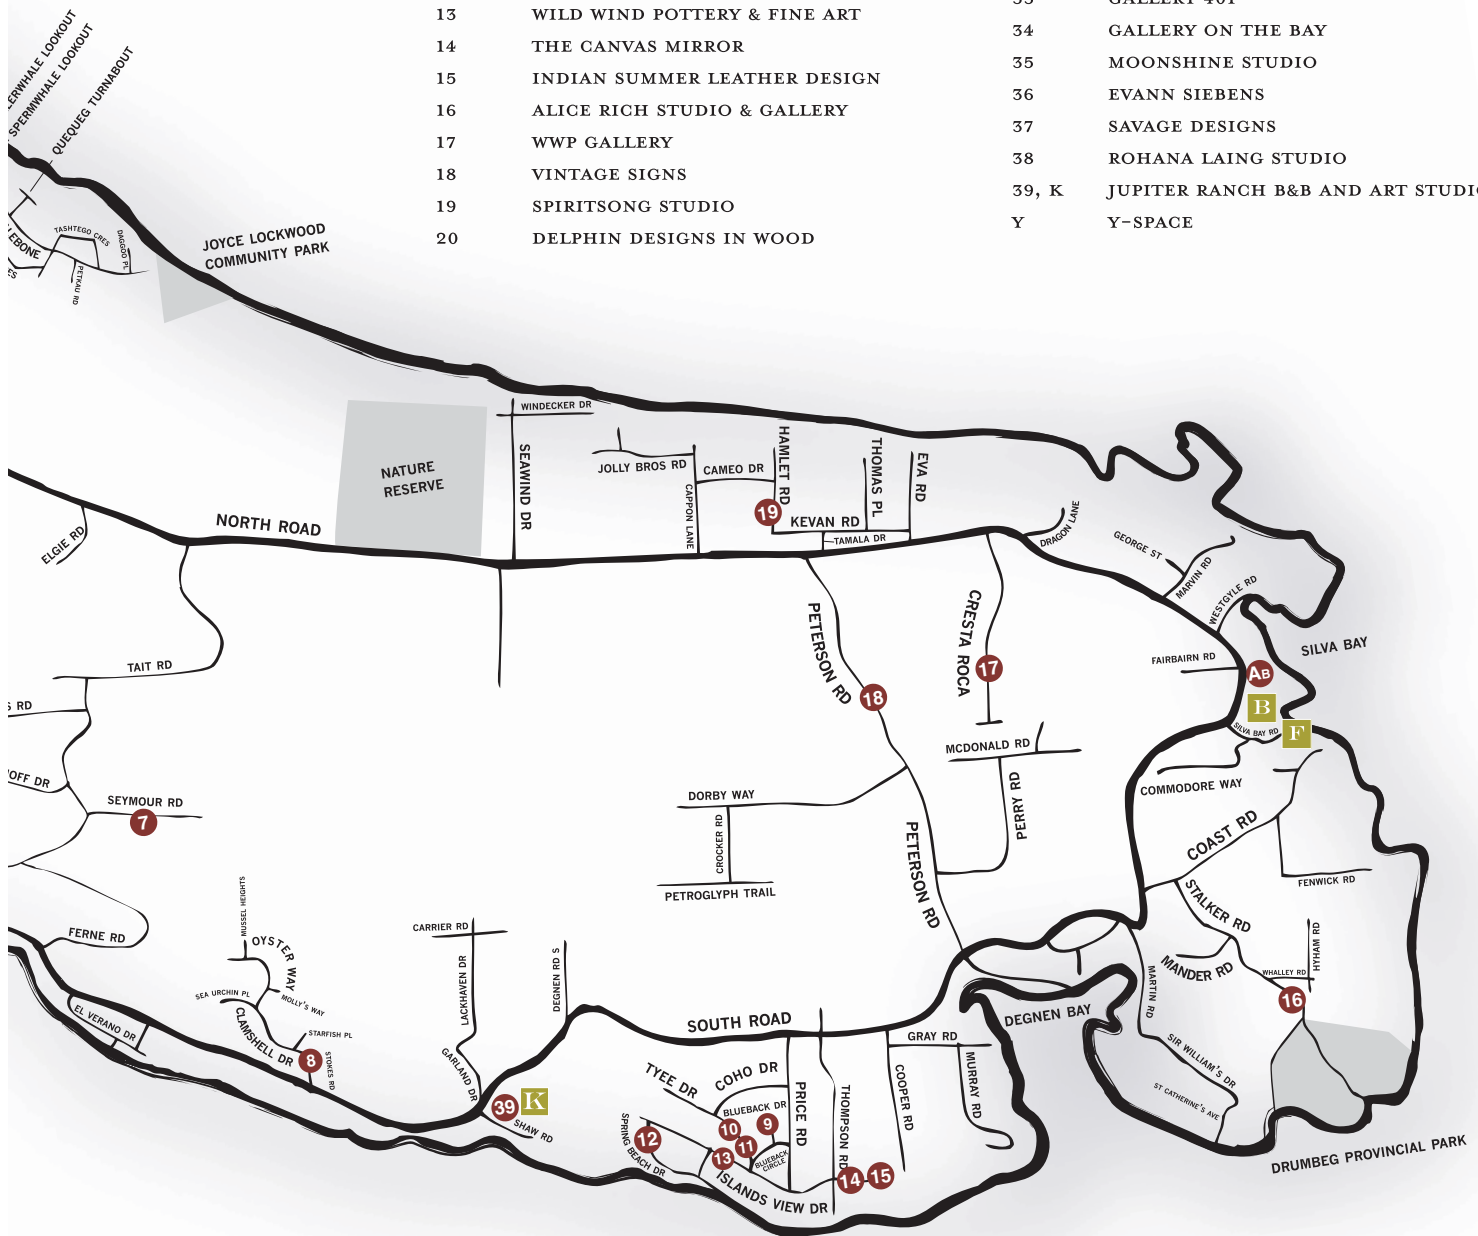 13 WILD WIND POTTERY & FINE ART
14 THE CANVAS MIRROR
15 INDIAN SUMMER LEATHER DESIGN
16 ALICE RICH STUDIO & GALLERY
17 WWP GALLERY
18 VINTAGE SIGNS
19 SPIRITSONG STUDIO
20 DELPHIN DESIGNS IN WOOD
34 GALLERY ON THE BAY
35 MOONSHINE STUDIO
36 EVANN SIEBENS
37 SAVAGE DESIGNS
38 ROHANA LAING STUDIO
39, K JUPITER RANCH B&B AND ART STUDIO
Y Y-SPACE
LERWHALE LOOKOUT
SPERMWHALE LOOKOUT
QUEQUEG TURNABOUT
LEBONE
TASHTEGO CRES
DAGGOO PL
PETKAU RD
ES
JOYCE LOCKWOOD
COMMUNITY PARK
NATURE
RESERVE
WINDECKER DR
SEAWIND DR
JOLLY BROS RD
CAMEO DR
CAPPON LANE
HAMLET RD
THOMAS PL
EVA RD
19
KEVAN RD
TAMALA DR
DRAGON LANE
GEORGE ST
MARVIN RD
WESTGYLE RD
NORTH ROAD
ELGIE RD
TAIT RD
S RD
OFF DR
SEYMOUR RD
7
FERNE RD
PETERSON RD
18
CRESTA ROCA
17
FAIRBAIRN RD
SILVA BAY
AB
B
F
SILVA BAY RD
MCDONALD RD
PERRY RD
COMMODORE WAY
DORBY WAY
CROCKER RD
PETROGLYPH TRAIL
PETERSON RD
COAST RD
FENWICK RD
STALKER RD
MANDER RD
WHALLEY RD
HYHAM RD
16
MARTIN RD
SIR WILLIAM'S DR
ST CATHERINE'S AVE
DRUMBEG PROVINCIAL PARK
DEGNEN BAY
MUSSEL HEIGHTS
OYSTER WAY
SEA URCHIN PL
MOLLY'S WAY
CLAMSHELL DR
STARFISH PL
8
STOKES RD
EL VERANO DR
CARRIER RD
LACKHAVEN DR
GARLAND DR
DEGNEN RD S
39
K
SHAW RD
SOUTH ROAD
GRAY RD
TYEE DR
COHO DR
BLUEBACK DR
PRICE RD
THOMPSON RD
COOPER RD
MURRAY RD
SPRING BEACH DR
12
10
9
11
13
BLUEBACK
CIRCLE
ISLANDS VIEW DR
14
15